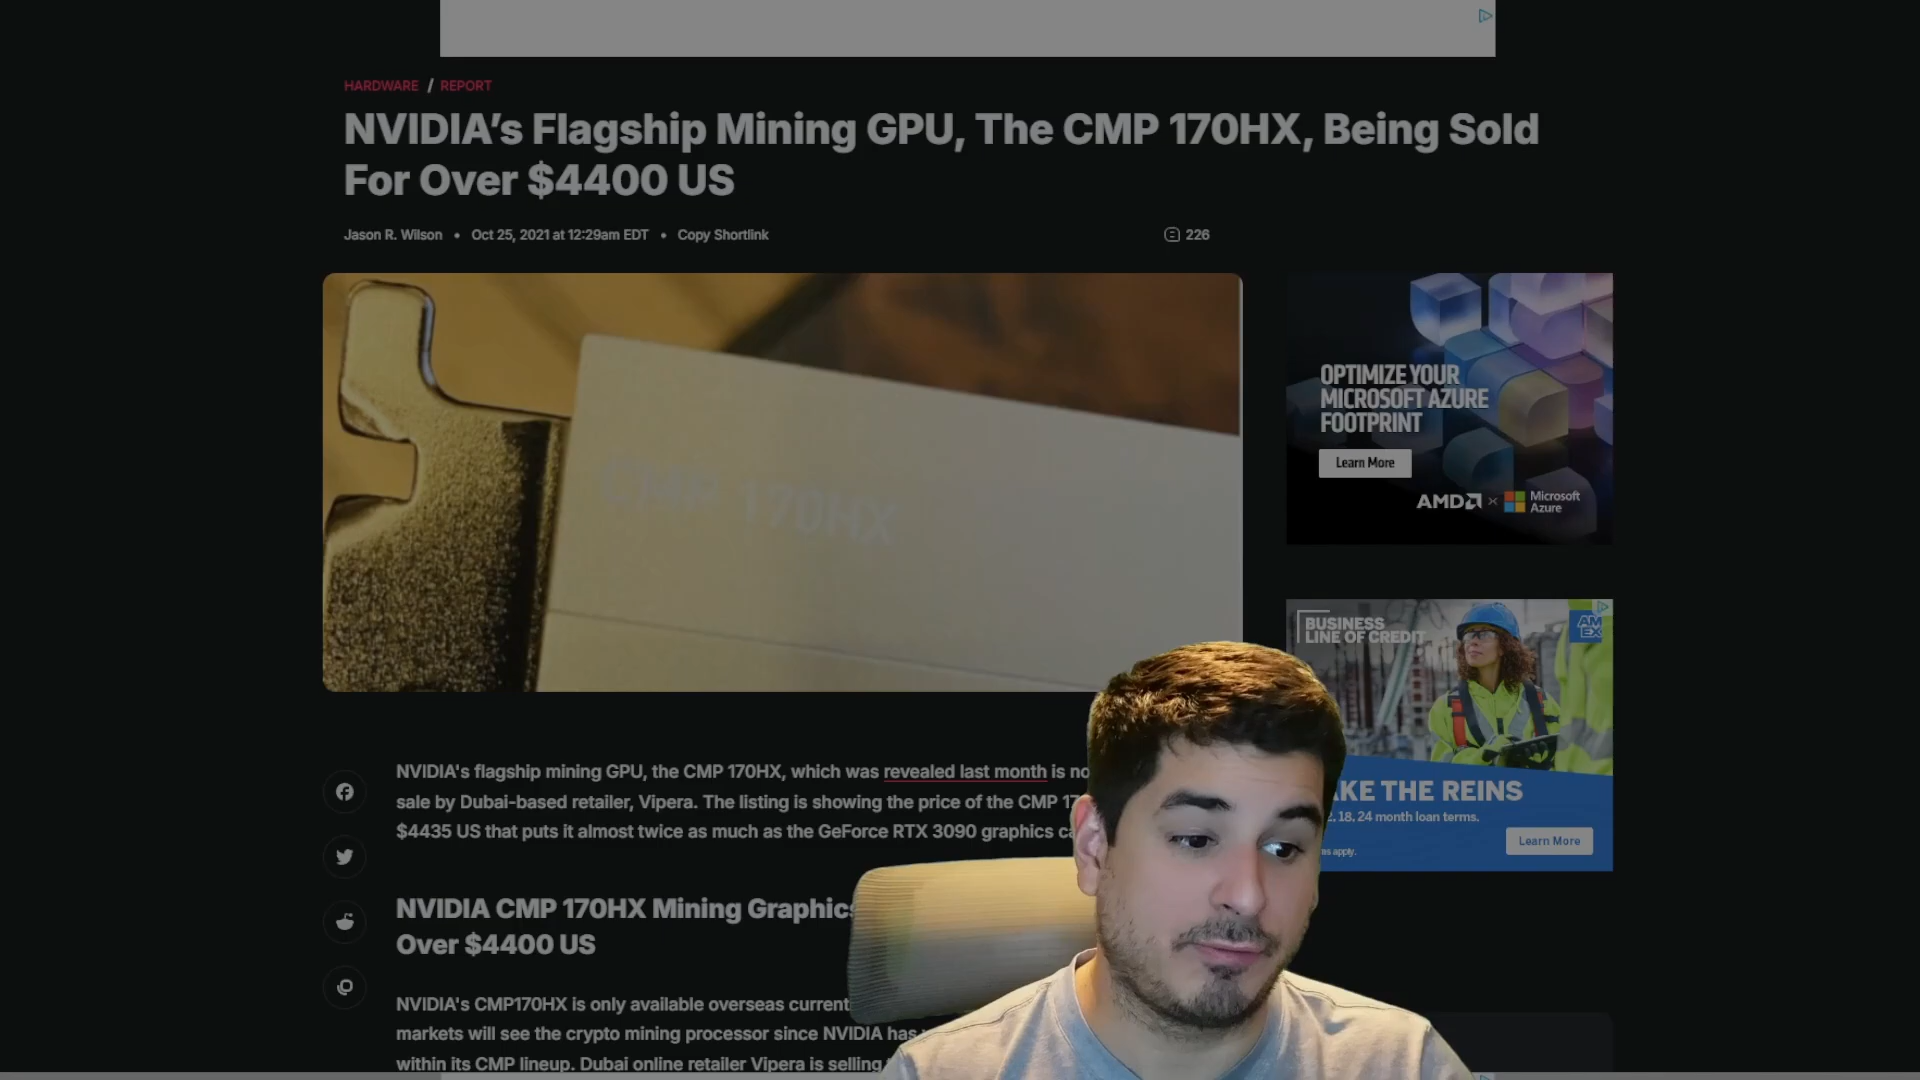 HARDWARE / REPORT
NVIDIA's Flagship Mining GPU, The CMP 170HX, Being Sold
For Over $4400 US
Jason R. Wilson • Oct 25, 2021 at 12:29am EDT • Copy Shortlink
226
CMP 170HX
OPTIMIZE YOUR
MICROSOFT AZURE
FOOTPRINT
Learn More
AMD × Microsoft
Azure
BUSINESS
LINE OF CREDIT
AM
EX
NVIDIA's flagship mining GPU, the CMP 170HX, which was revealed last month is
sale by Dubai-based retailer, Vipera. The listing is showing the price of the CMP
$4435 US that puts it almost twice as much as the GeForce RTX 3090 graphics
THE REINS
18, 24 month loan terms.
apply.
Learn More
NVIDIA CMP 170HX Mining Graphics
Over $4400 US
NVIDIA's CMP170HX is only available overseas
markets will see the crypto mining processor since NVIDIA has
within its CMP lineup. Dubai online retailer Vipera is selling